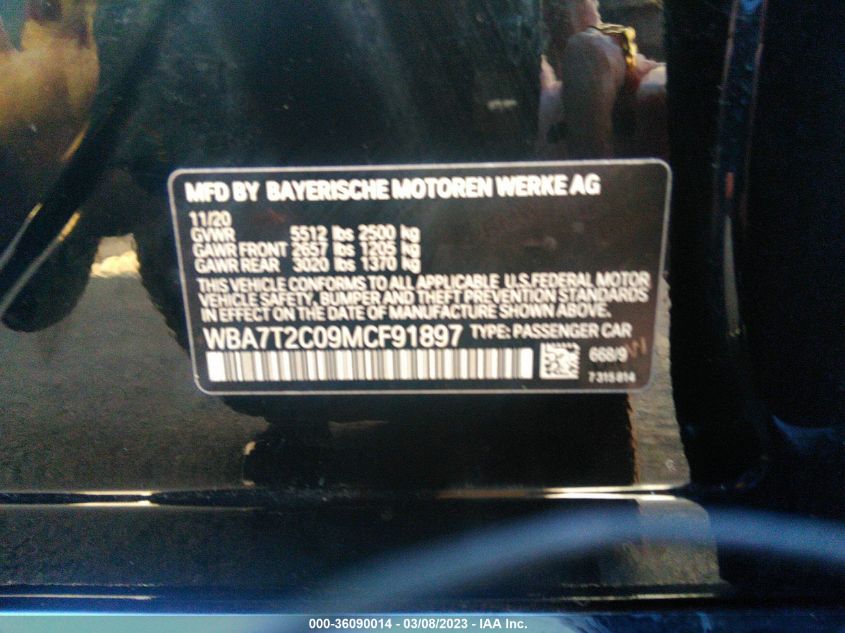 MFD BY BAYERISCHE MOTOREN WERKE AG
11/20
GVWR 5512 lbs 2500 kg
GAWR FRONT 2657 lbs 1205 kg
GAWR REAR 3020 lbs 1370 kg
THIS VEHICLE CONFORMS TO ALL APPLICABLE U.S.FEDERAL MOTOR
VEHICLE SAFETY, BUMPER AND THEFT PREVENTION STANDARDS
IN EFFECT ON THE DATE OF MANUFACTURE SHOWN ABOVE.
WBA7T2C09MCF91897 TYPE: PASSENGER CAR
668/9
7 315 814
000-36090014 - 03/08/2023 - IAA Inc.